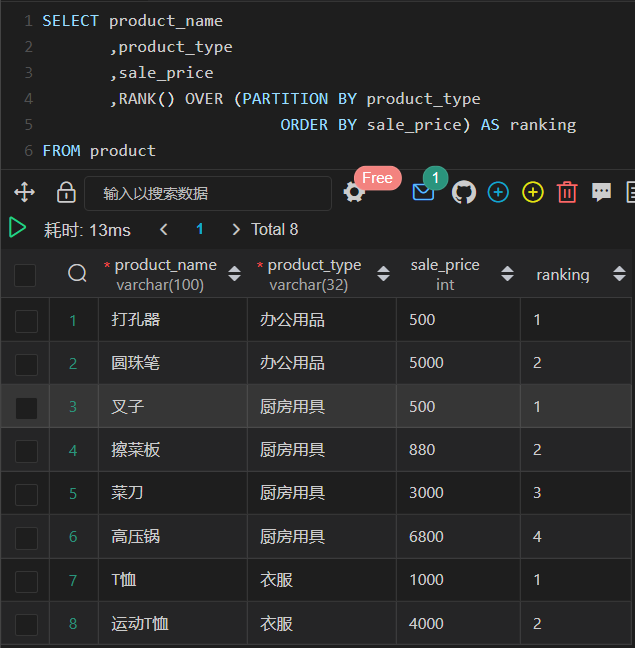 1 SELECT product_name
2 ,product_type
3 ,sale_price
4 ,RANK() OVER (PARTITION BY product_type
5 ORDER BY sale_price) AS ranking
6 FROM product
输入以搜索数据 Free 1
耗时: 13ms 1 Total 8
* product_name * product_type sale_price ranking
varchar(100) varchar(32) int
1 打孔器 办公用品 500 1
2 圆珠笔 办公用品 5000 2
3 叉子 厨房用具 500 1
4 擦菜板 厨房用具 880 2
5 菜刀 厨房用具 3000 3
6 高压锅 厨房用具 6800 4
7 T恤 衣服 1000 1
8 运动T恤 衣服 4000 2